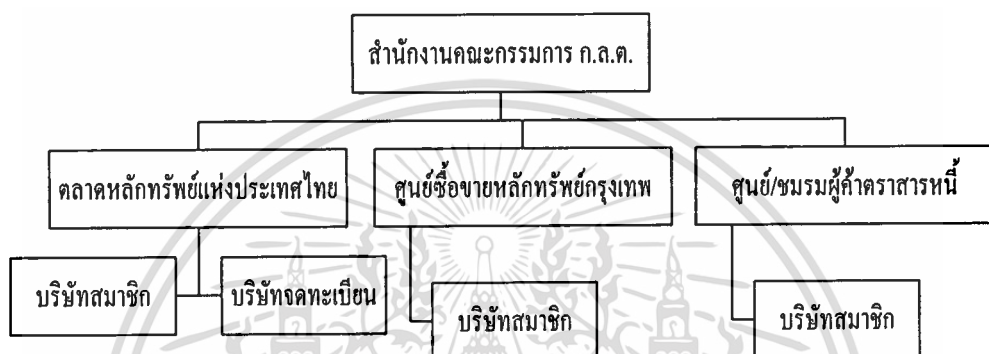 สำนักงานคณะกรรมการ ก.ล.ต.
ตลาดหลักทรัพย์แห่งประเทศไทย
ศูนย์ซื้อขายหลักทรัพย์กรุงเทพ
ศูนย์/ชมรมผู้ค้าตราสารหนี้
บริษัทสมาชิก
บริษัทจดทะเบียน
บริษัทสมาชิก
บริษัทสมาชิก